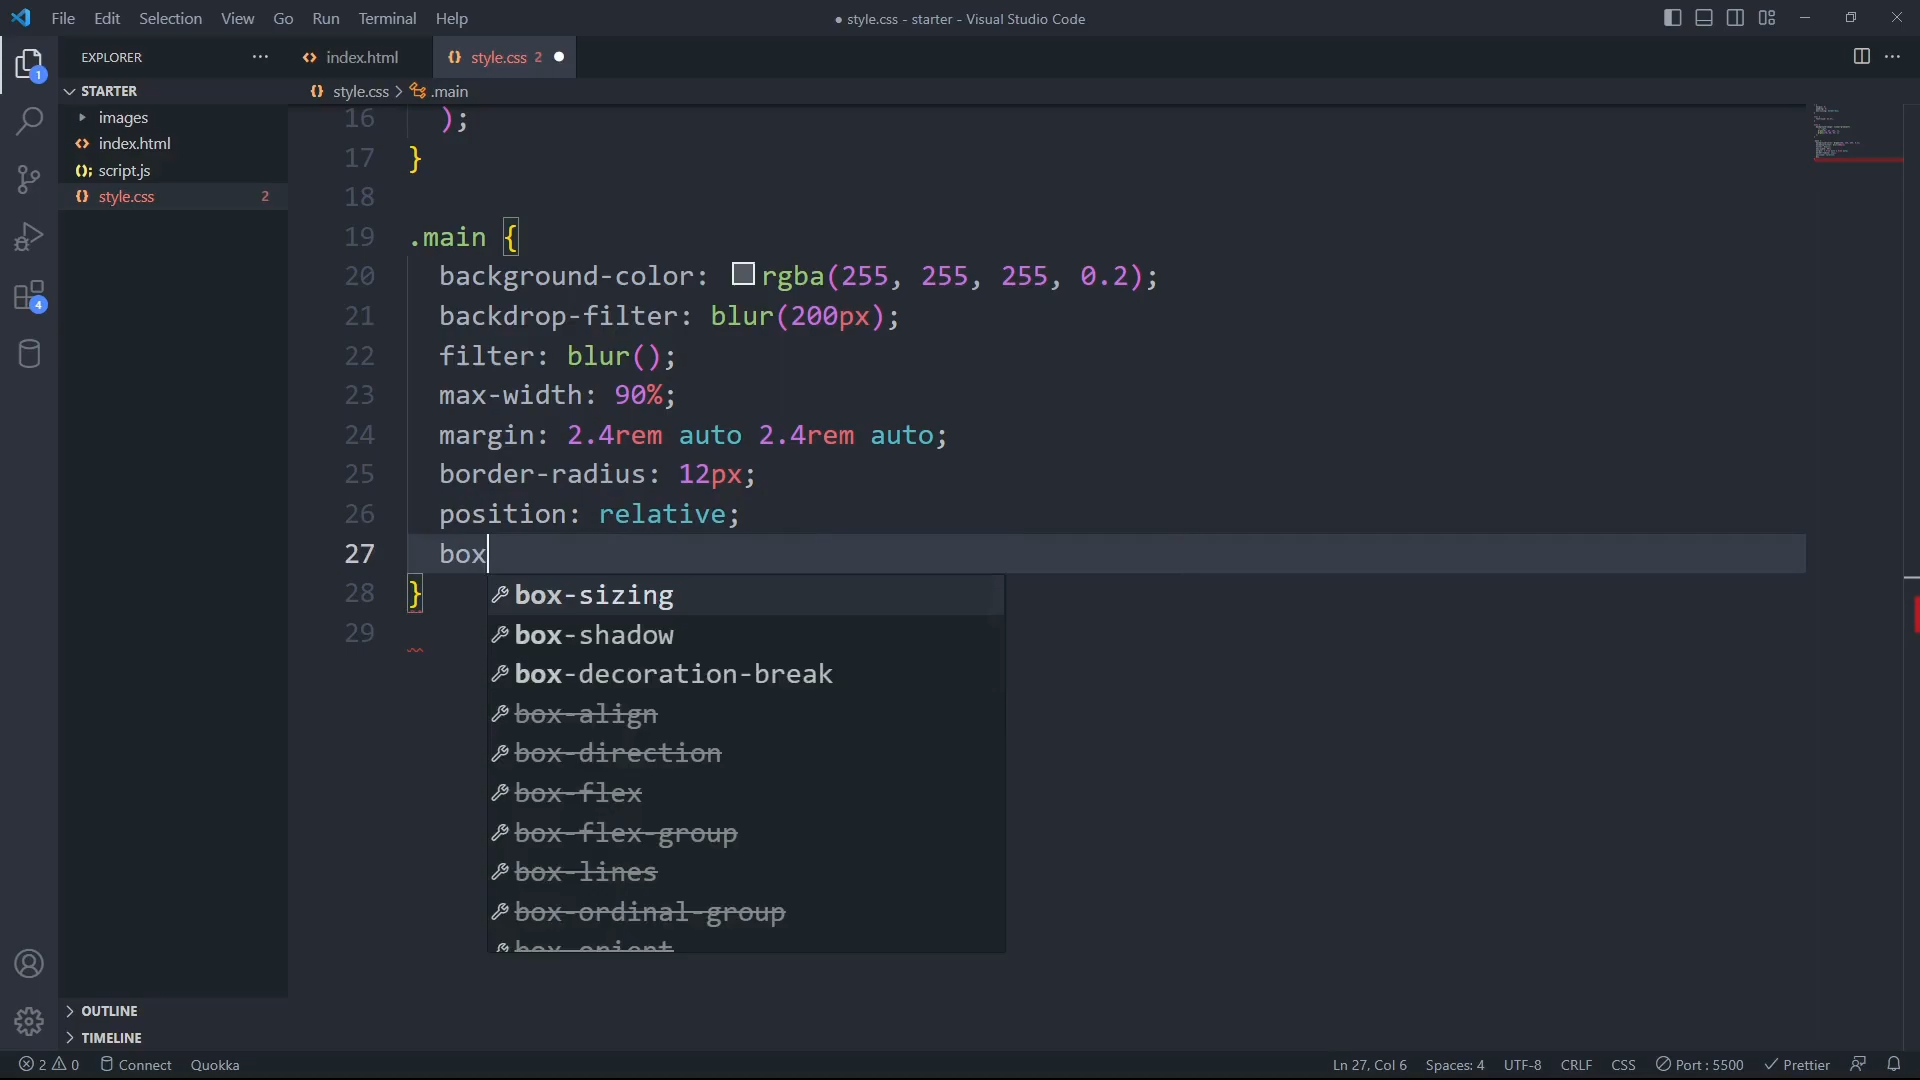 File Edit Selection View Go Run Terminal Help
● style.css - starter - Visual Studio Code
EXPLORER ···
index.html
{} style.css 2 ●
STARTER
images
index.html
script.js
{} style.css 2
{} style.css > .main
16 );
17 }
18
19 .main {
20 background-color: rgba(255, 255, 255, 0.2);
21 backdrop-filter: blur(200px);
22 filter: blur();
23 max-width: 90%;
24 margin: 2.4rem auto 2.4rem auto;
25 border-radius: 12px;
26 position: relative;
27 box
28 }
29
box-sizing
box-shadow
box-decoration-break
box-align
box-direction
box-flex
box-flex-group
box-lines
box-ordinal-group
box-orient
1
4
OUTLINE
TIMELINE
2 0 Connect Quokka
Ln 27, Col 6 Spaces: 4 UTF-8 CRLF CSS Port : 5500 Prettier